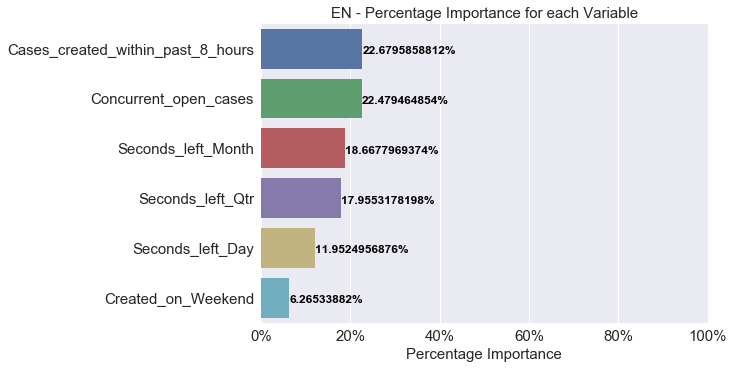 EN - Percentage Importance for each Variable
Cases_created_within_past_8_hours 22.6795858812%
Concurrent_open_cases 22.479464854%
Seconds_left_Month 18.6677969374%
Seconds_left_Qtr 17.9553178198%
Seconds_left_Day 11.9524956876%
Created_on_Weekend 6.26533882%
0% 20% 40% 60% 80% 100%
Percentage Importance